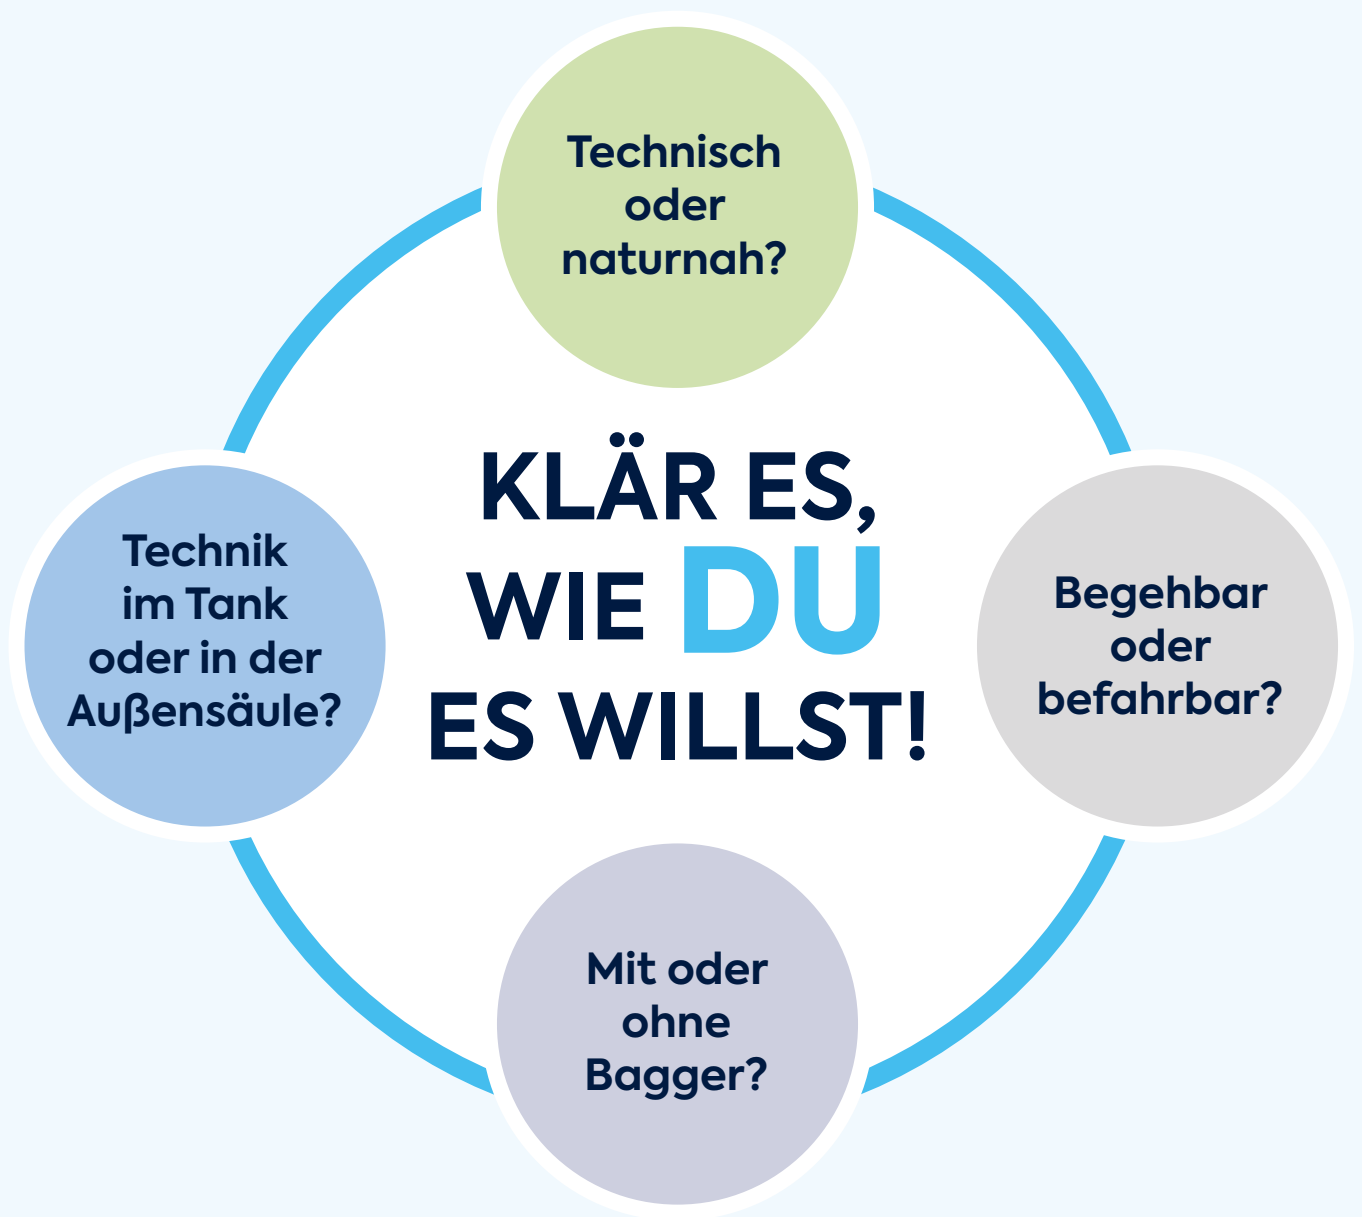 Technisch
oder
naturnah?
KLÄR ES,
WIE DU
ES WILLST!
Technik
im Tank
oder in der
Außensäule?
Begehbar
oder
befahrbar?
Mit oder
ohne
Bagger?